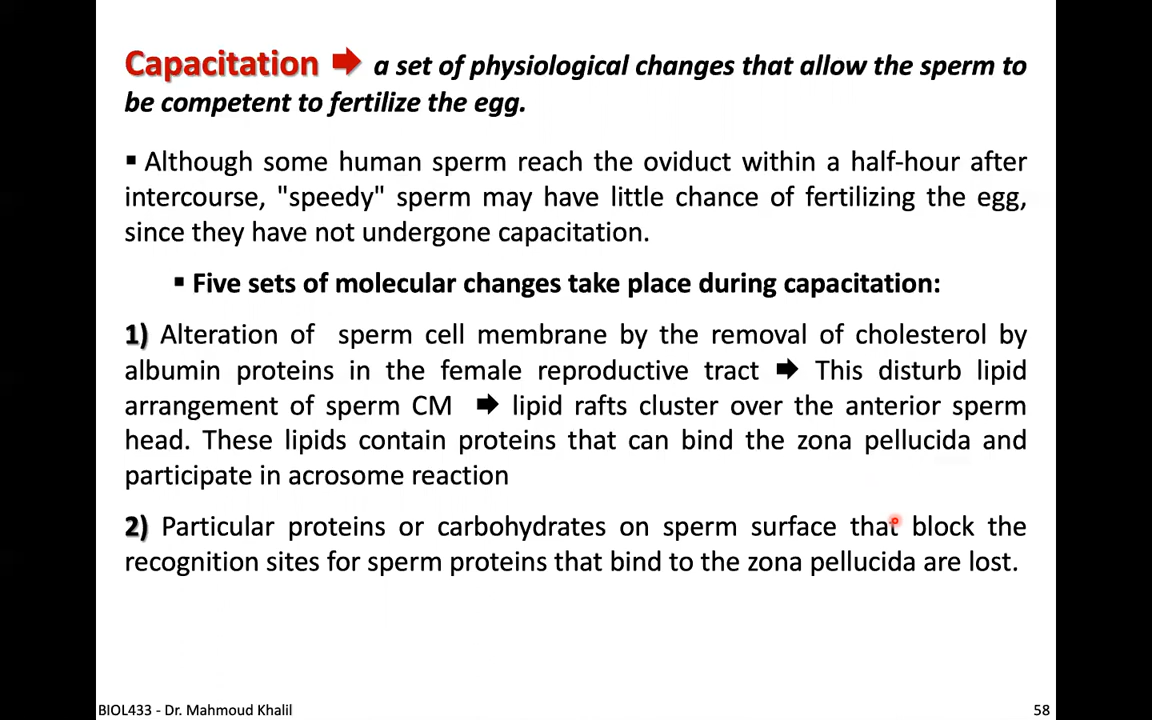 Capacitation ➡ a set of physiological changes that allow the sperm to
be competent to fertilize the egg.
▪ Although some human sperm reach the oviduct within a half-hour after
intercourse, "speedy" sperm may have little chance of fertilizing the egg,
since they have not undergone capacitation.
▪ Five sets of molecular changes take place during capacitation:
1) Alteration of sperm cell membrane by the removal of cholesterol by
albumin proteins in the female reproductive tract ➡ This disturb lipid
arrangement of sperm CM ➡ lipid rafts cluster over the anterior sperm
head. These lipids contain proteins that can bind the zona pellucida and
participate in acrosome reaction
2) Particular proteins or carbohydrates on sperm surface that block the
recognition sites for sperm proteins that bind to the zona pellucida are lost.
BIOL433 - Dr. Mahmoud Khalil
58